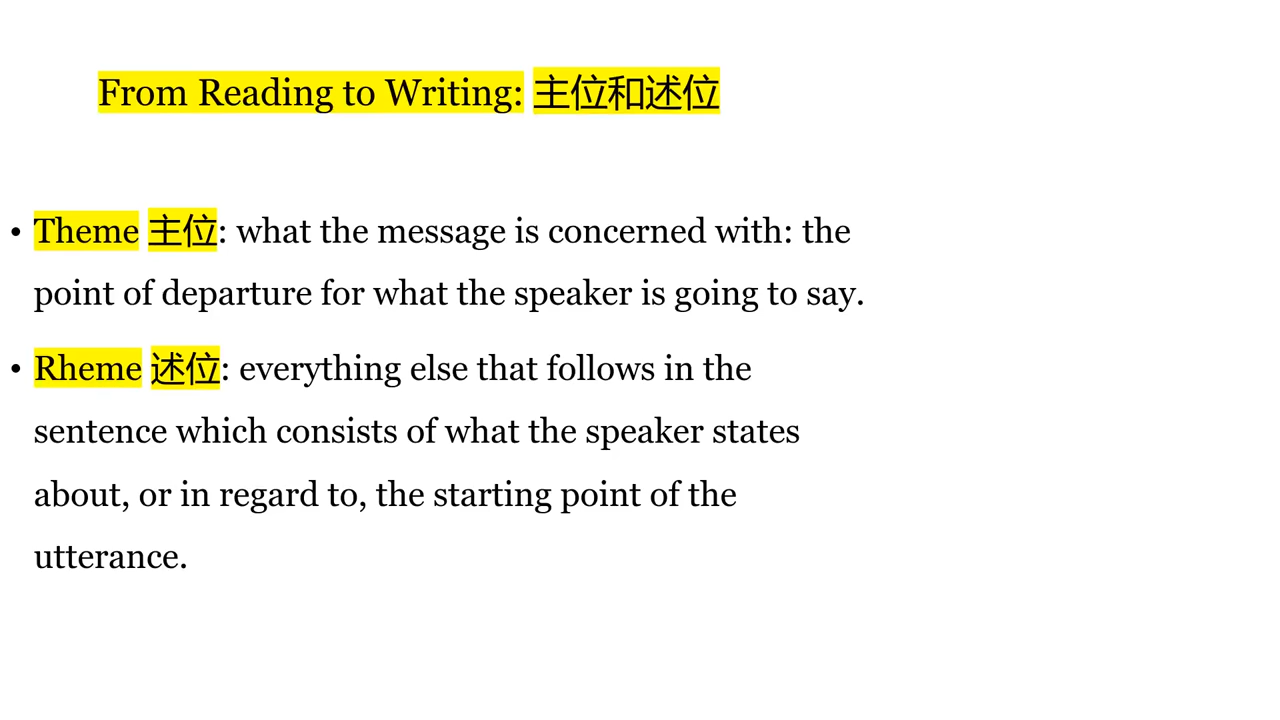 From Reading to Writing: 主位和述位
• Theme 主位: what the message is concerned with: the
point of departure for what the speaker is going to say.
• Rheme 述位: everything else that follows in the
sentence which consists of what the speaker states
about, or in regard to, the starting point of the
utterance.